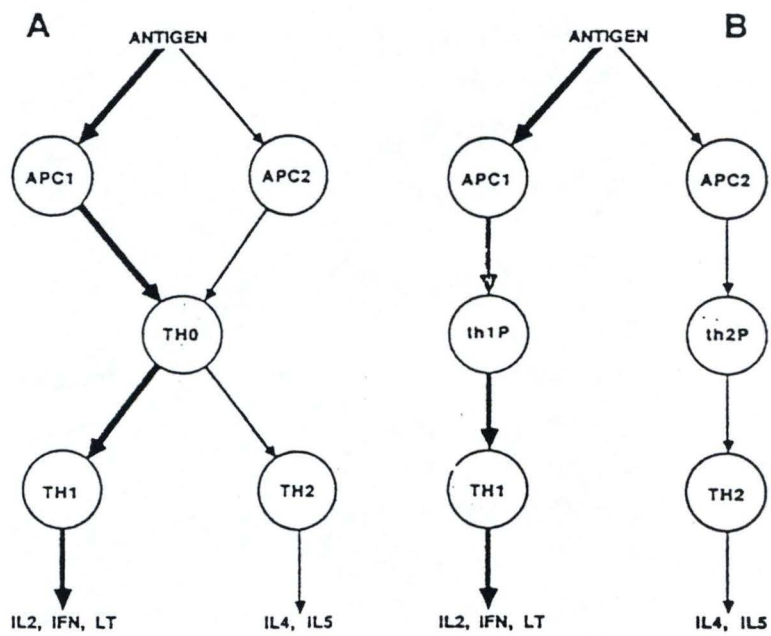 A
ANTIGEN
APC1
APC2
TH0
TH1
TH2
IL2, IFN, LT
IL4, IL5
B
ANTIGEN
APC1
APC2
th1P
th2P
TH1
TH2
IL2, IFN, LT
IL4, IL5